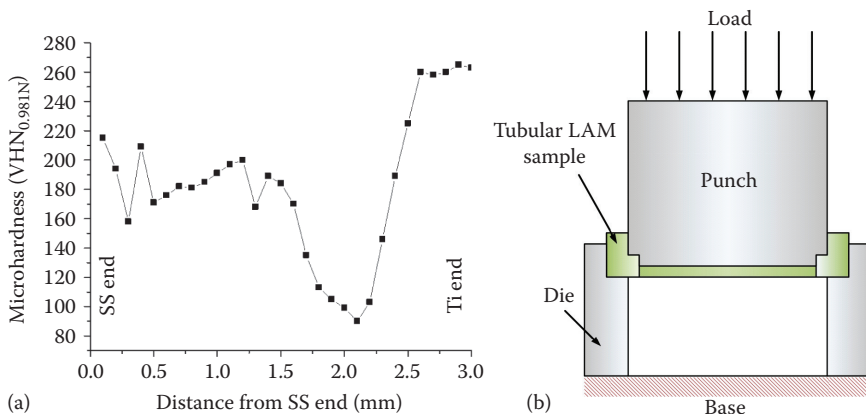 280
260
240
220
200
180
160
140
120
100
80
Microhardness (VHN0.981N)
SS end
Ti end
0.0 0.5 1.0 1.5 2.0 2.5 3.0
(a) Distance from SS end (mm)
Load
Tubular LAM
sample
Punch
Die
(b) Base